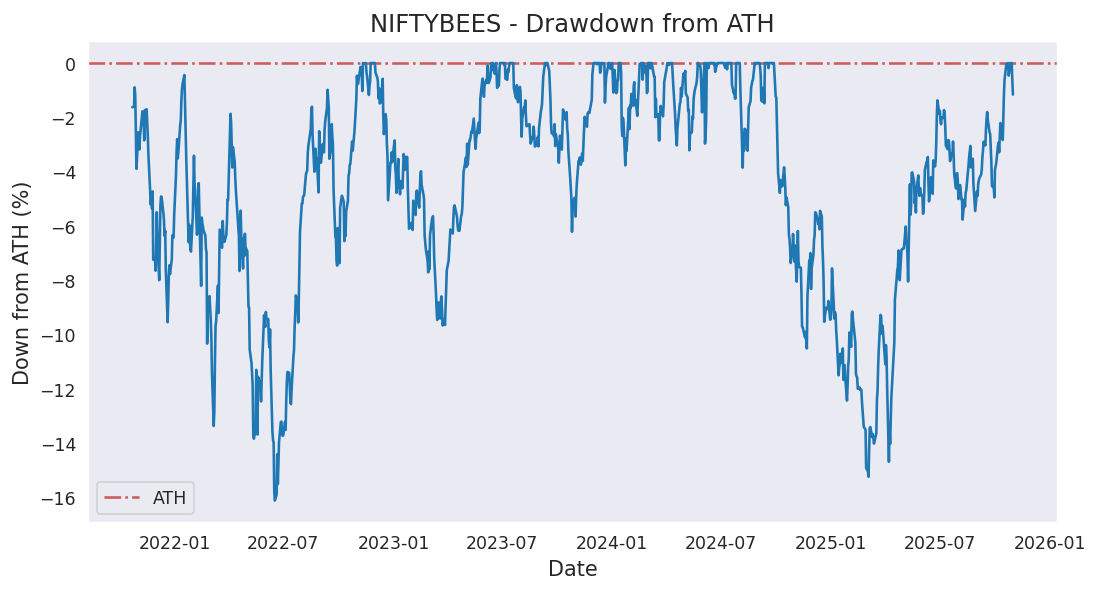 NIFTYBEES - Drawdown from ATH
Down from ATH (%)
0
−2
−4
−6
−8
−10
−12
−14
−16
ATH
2022-01 2022-07 2023-01 2023-07 2024-01 2024-07 2025-01 2025-07 2026-01
Date